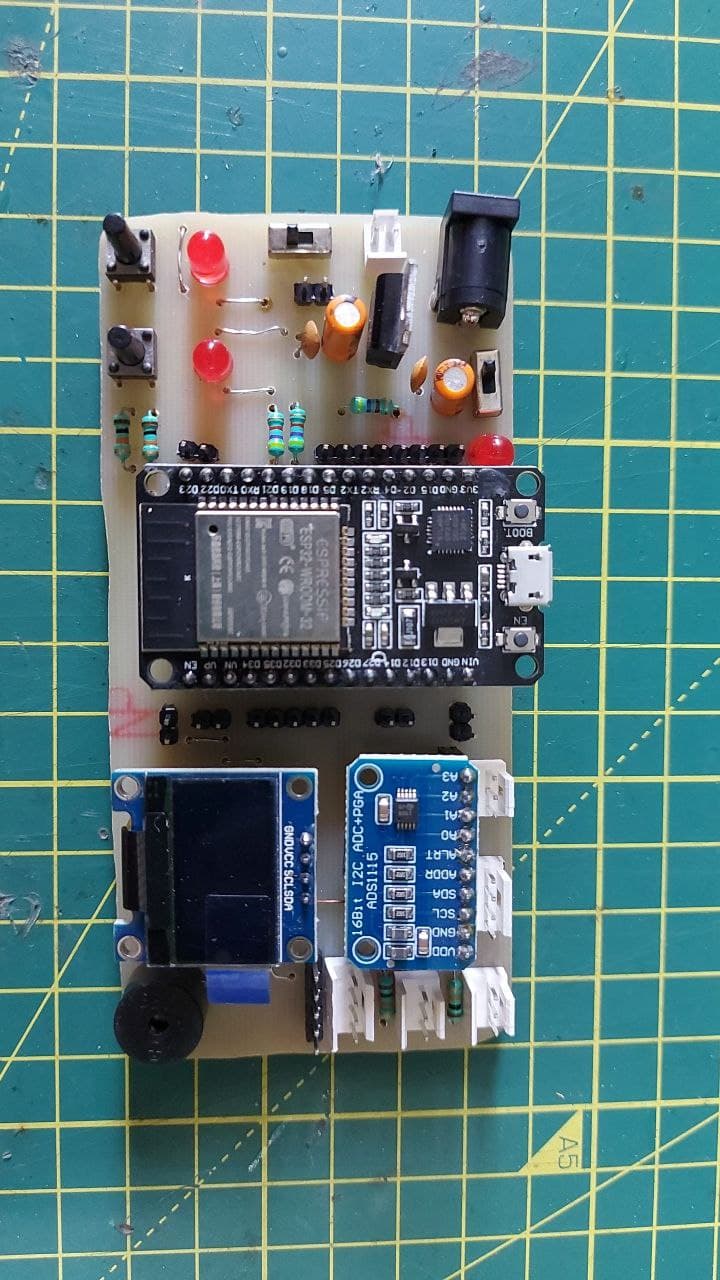 3V3 GND D15 D2 D4 RX2 TX2 D5 D18 D19 D21 RX0 TX0 D22 D23
BOOT
ESPRESSIF
ESP32-WROOM-32
CE
EN
VIN GND D13 D12 D14 D27 D26 D25 D33 D32 D35 D34 VN VP EN
GND VCC SCL SDA
16Bit I2C ADC+PGA
ADS1115
A3
A2
A1
A0
ALRT
ADDR
SDA
SCL
GND
VDD
A5